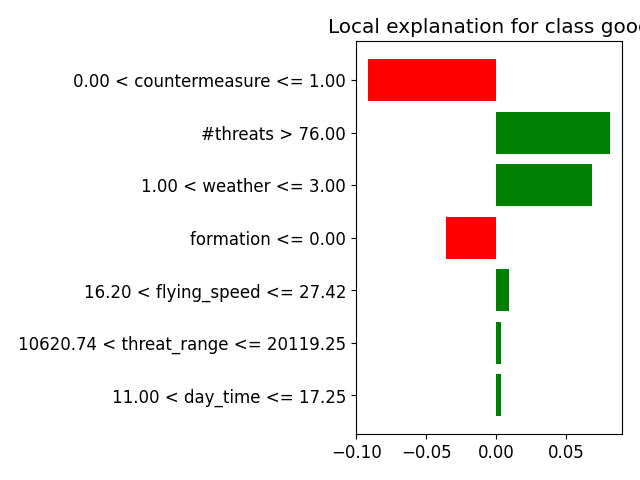 Local explanation for class goo
0.00 < countermeasure <= 1.00
#threats > 76.00
1.00 < weather <= 3.00
formation <= 0.00
16.20 < flying_speed <= 27.42
10620.74 < threat_range <= 20119.25
11.00 < day_time <= 17.25
−0.10 −0.05 0.00 0.05